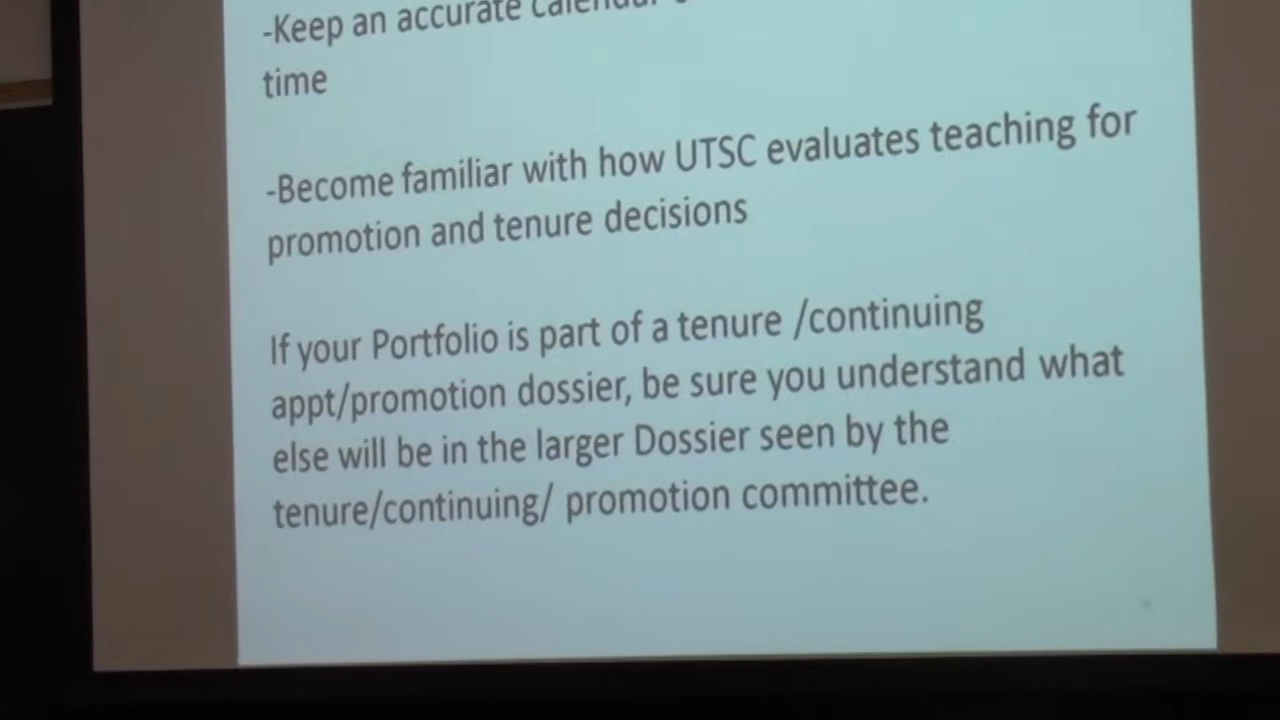 -Keep an accurate calendar
time
-Become familiar with how UTSC evaluates teaching for
promotion and tenure decisions
If your Portfolio is part of a tenure /continuing
appt/promotion dossier, be sure you understand what
else will be in the larger Dossier seen by the
tenure/continuing/ promotion committee.